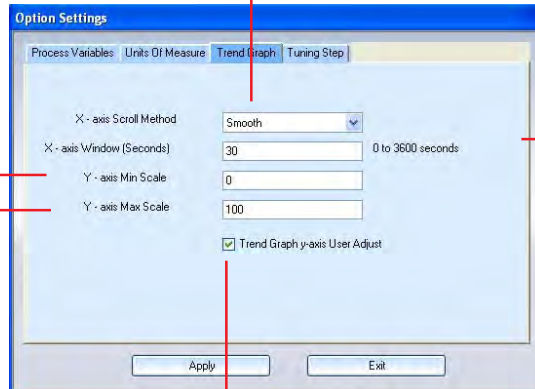 Option Settings
Process Variables Units Of Measure Trend Graph Tuning Step
X - axis Scroll Method Smooth
X - axis Window (Seconds) 30 0 to 3600 seconds
Y - axis Min Scale 0
Y - axis Max Scale 100
Trend Graph y-axis User Adjust
Apply Exit